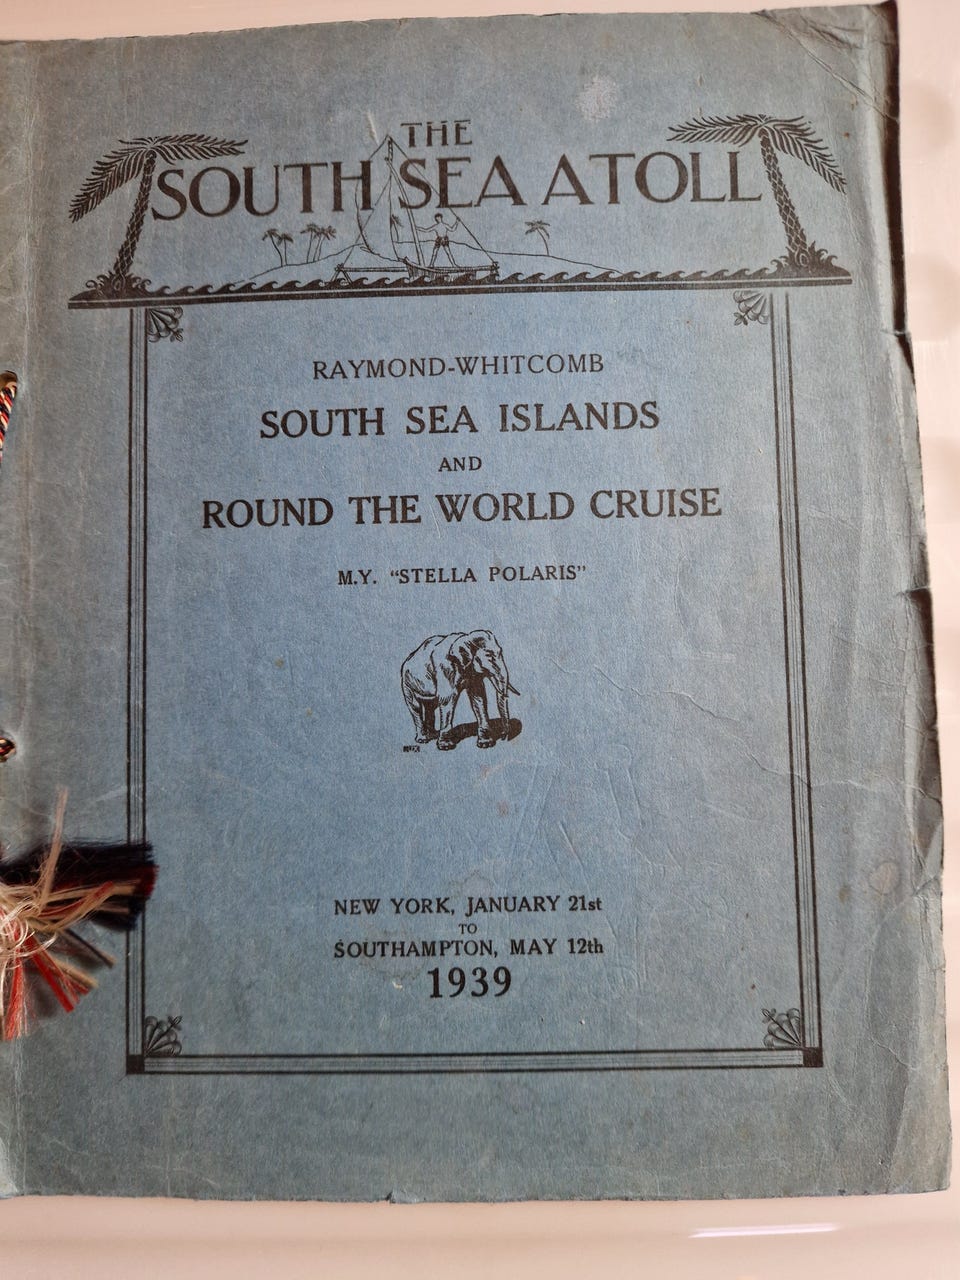 THE
SOUTH SEA ATOLL
RAYMOND-WHITCOMB
SOUTH SEA ISLANDS
AND
ROUND THE WORLD CRUISE
M.Y. "STELLA POLARIS"
NEW YORK, JANUARY 21st
TO
SOUTHAMPTON, MAY 12th
1939